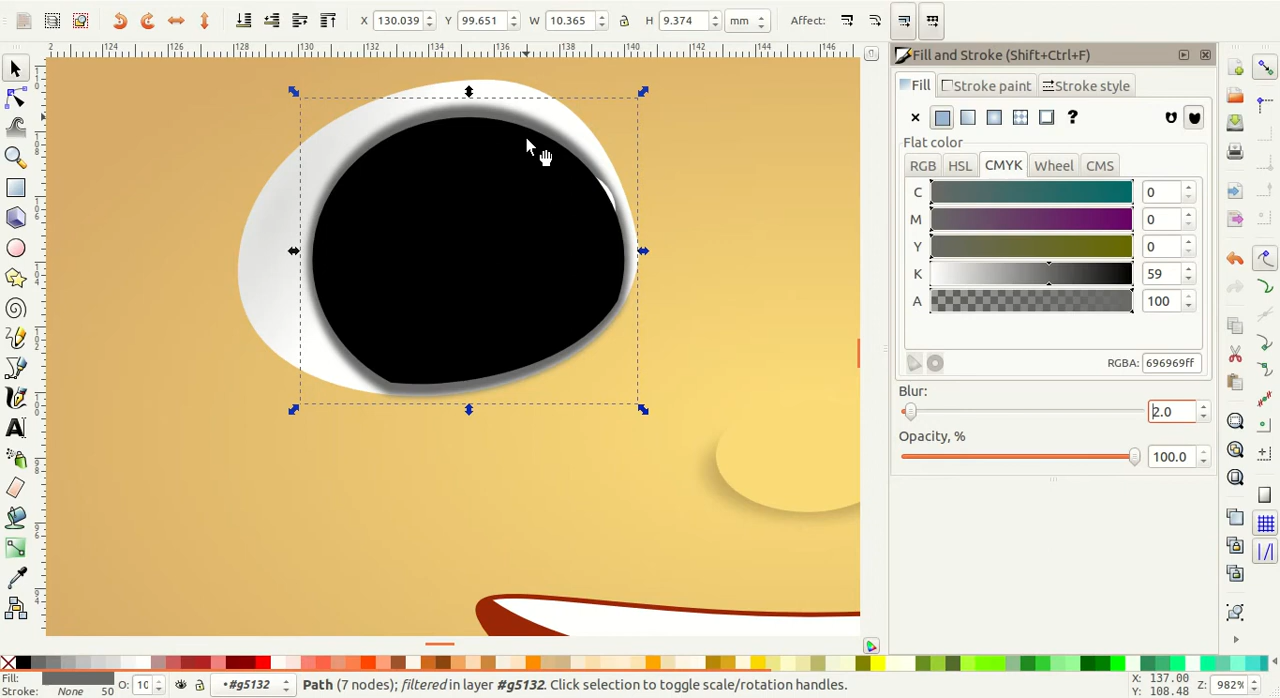 X 130.039 Y 99.651 W 10.365 H 9.374 mm Affect:
Fill and Stroke (Shift+Ctrl+F)
2 124 126 128 130 132 134 136 138 140 142 144 146
Fill Stroke paint Stroke style
?
Flat color
RGB HSL CMYK Wheel CMS
C 0
M 0
Y 0
K 59
A 100
RGBA: 696969ff
Blur:
2.0
Opacity, %
100.0
Fill:
Stroke: None 50 O: 10 •#g5132 Path (7 nodes); filtered in layer #g5132. Click selection to toggle scale/rotation handles. X: 137.00
Y: 108.48 Z: 982%